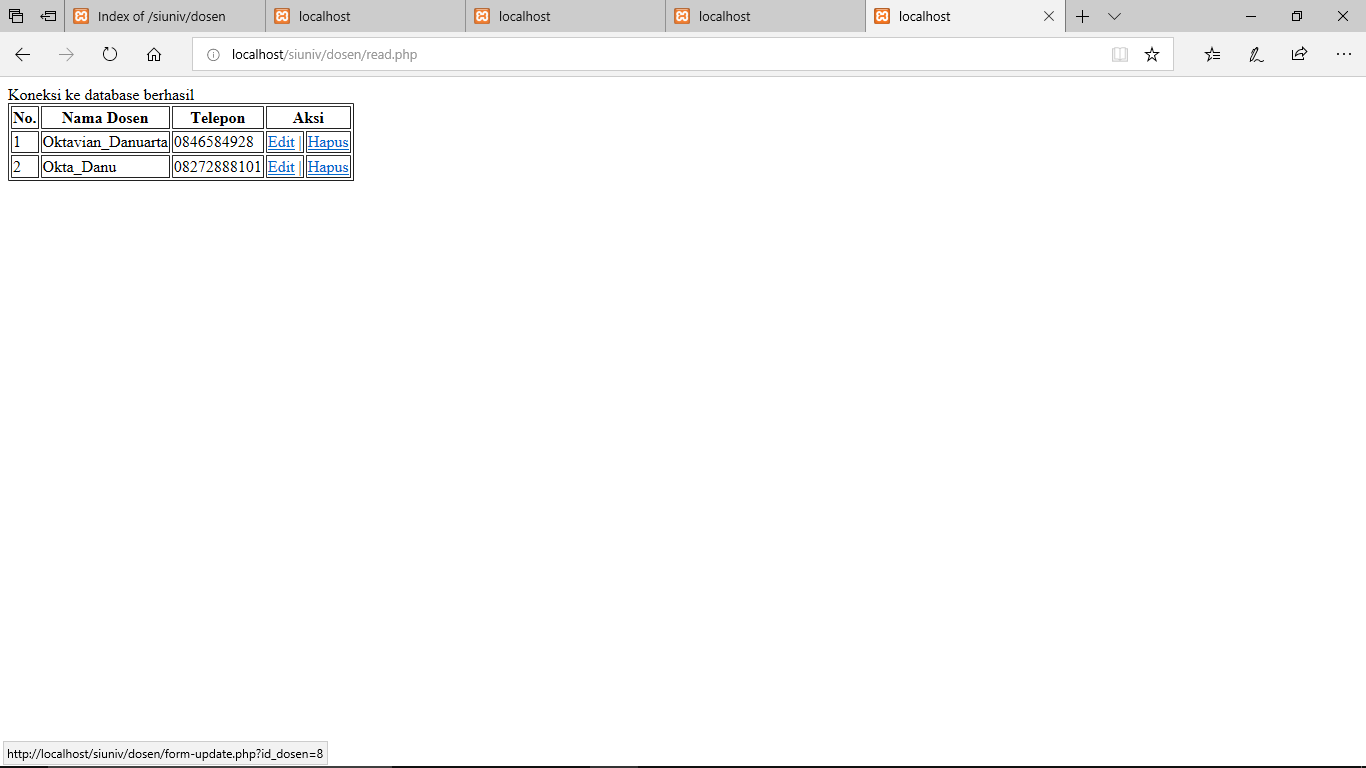 Index of /siuniv/dosen localhost localhost localhost localhost
localhost/siuniv/dosen/read.php
Koneksi ke database berhasil
No. Nama Dosen Telepon Aksi
1 Oktavian_Danuarta 0846584928 Edit | Hapus
2 Okta_Danu 08272888101 Edit | Hapus
http://localhost/siuniv/dosen/form-update.php?id_dosen=8